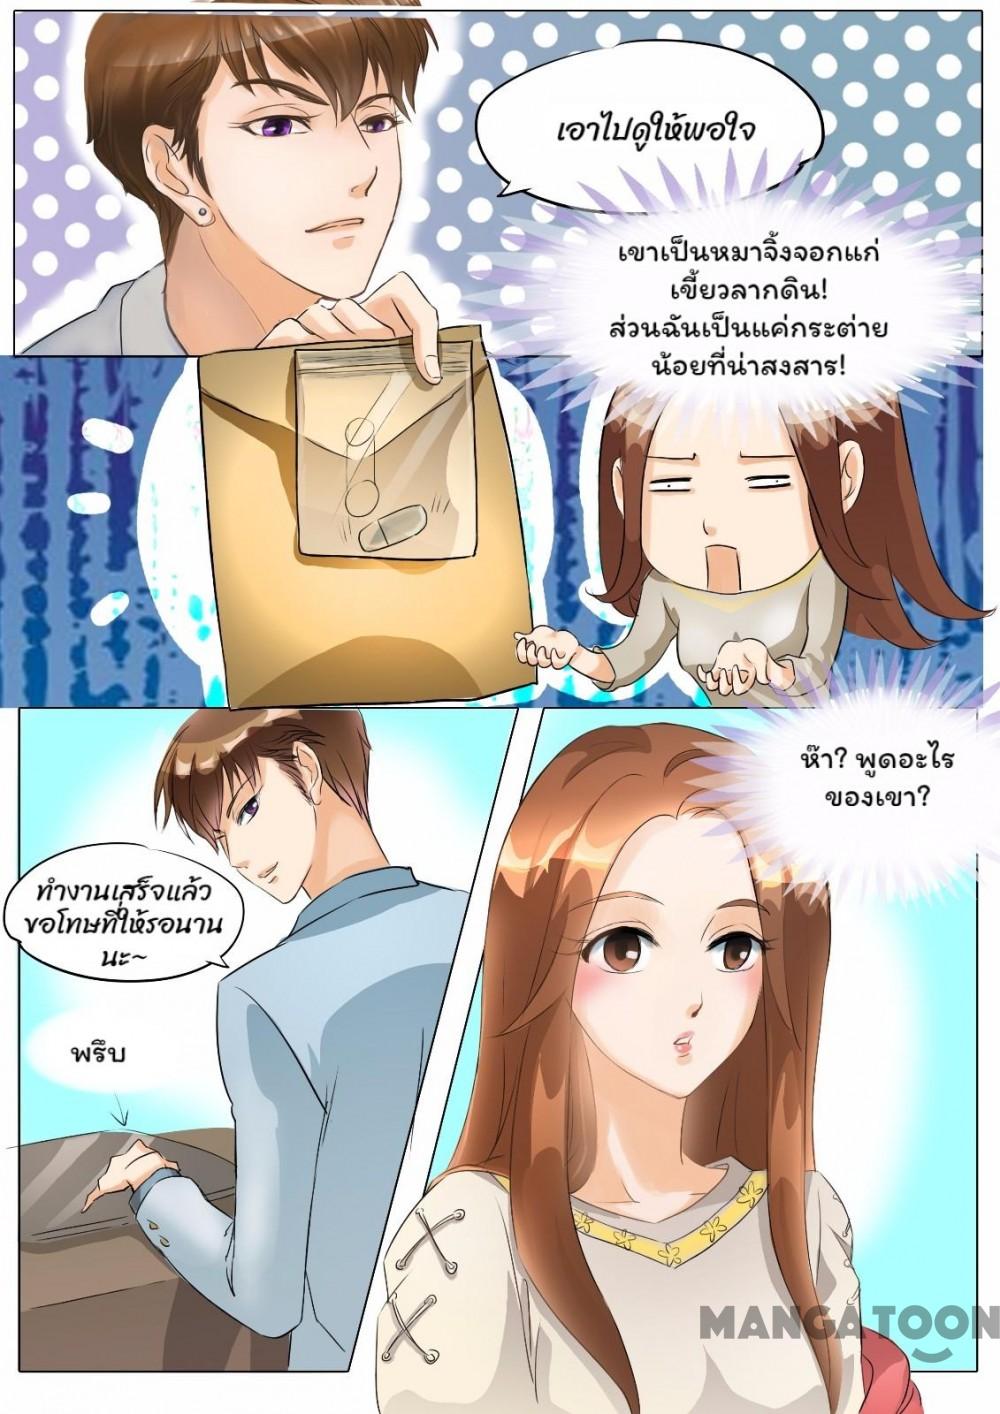 เอาไปดูให้พอใจ
เขาเป็นหมาจิ้งจอกแก่
เขี้ยวลากดิน!
ส่วนฉันเป็นแค่กระต่าย
น้อยที่น่าสงสาร!
ห๊า? พูดอะไร
ของเขา?
ทำงานเสร็จแล้ว
ขอโทษที่ให้รอนาน
นะ~
พรึบ
MANGATOON